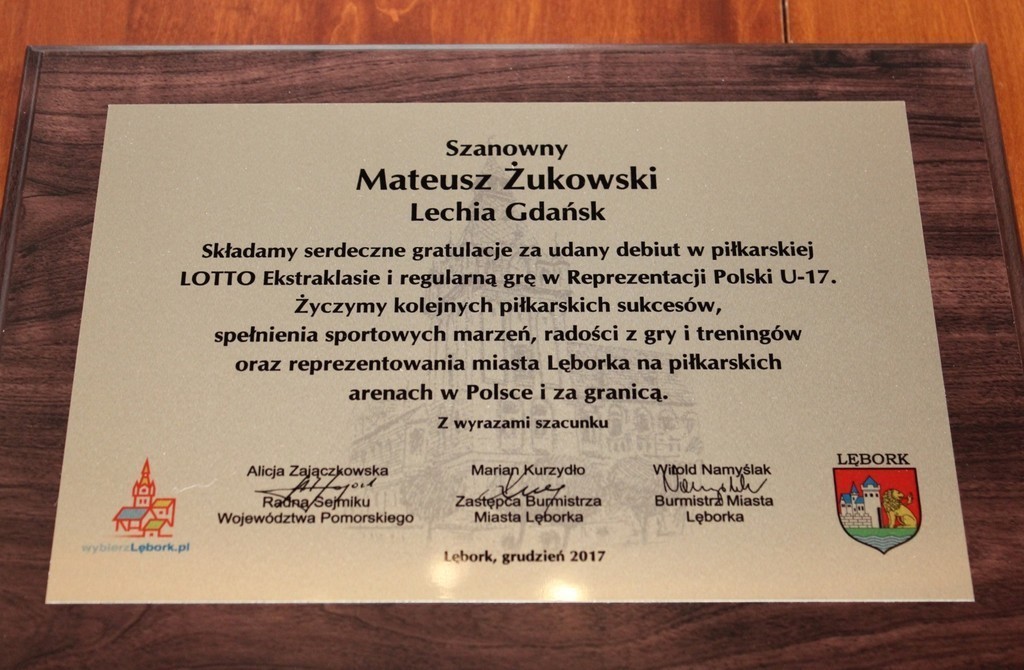 Szanowny
Mateusz Żukowski
Lechia Gdańsk
Składamy serdeczne gratulacje za udany debiut w piłkarskiej
LOTTO Ekstraklasie i regularną grę w Reprezentacji Polski U-17.
Życzymy kolejnych piłkarskich sukcesów,
spełnienia sportowych marzeń, radości z gry i treningów
oraz reprezentowania miasta Lęborka na piłkarskich
arenach w Polsce i za granicą.
Z wyrazami szacunku
Alicja Zajączkowska
Radna Sejmiku
Województwa Pomorskiego
Marian Kurzydło
Zastępca Burmistrza
Miasta Lęborka
Witold Namyślak
Burmistrz Miasta
Lęborka
wybierzLębork.pl
LĘBORK
Lębork, grudzień 2017